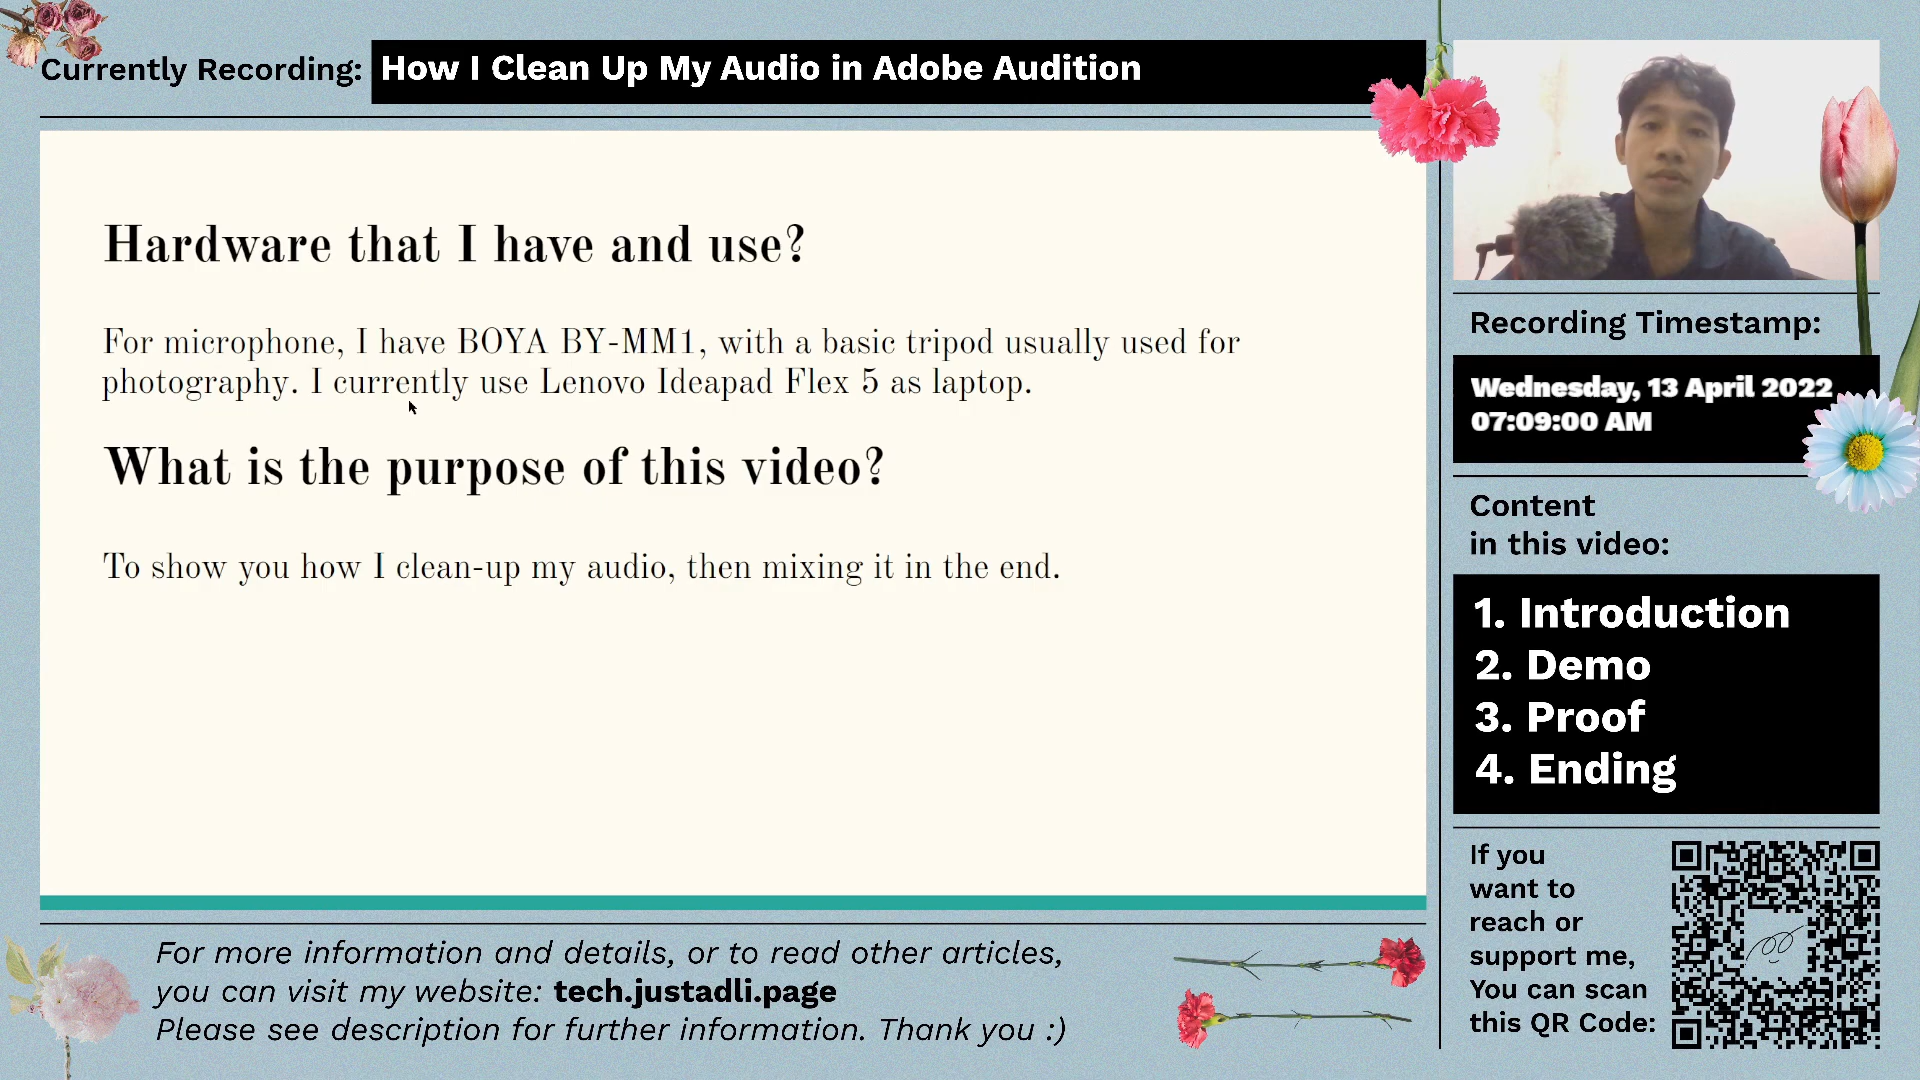 Currently Recording: How I Clean Up My Audio in Adobe Audition
Hardware that I have and use?
For microphone, I have BOYA BY-MM1, with a basic tripod usually used for
photography. I currently use Lenovo Ideapad Flex 5 as laptop.
What is the purpose of this video?
To show you how I clean-up my audio, then mixing it in the end.
Recording Timestamp:
Wednesday, 13 April 2022
07:09:00 AM
Content
in this video:
1. Introduction
2. Demo
3. Proof
4. Ending
If you
want to
reach or
support me,
You can scan
this QR Code:
For more information and details, or to read other articles,
you can visit my website: tech.justadli.page
Please see description for further information. Thank you :)